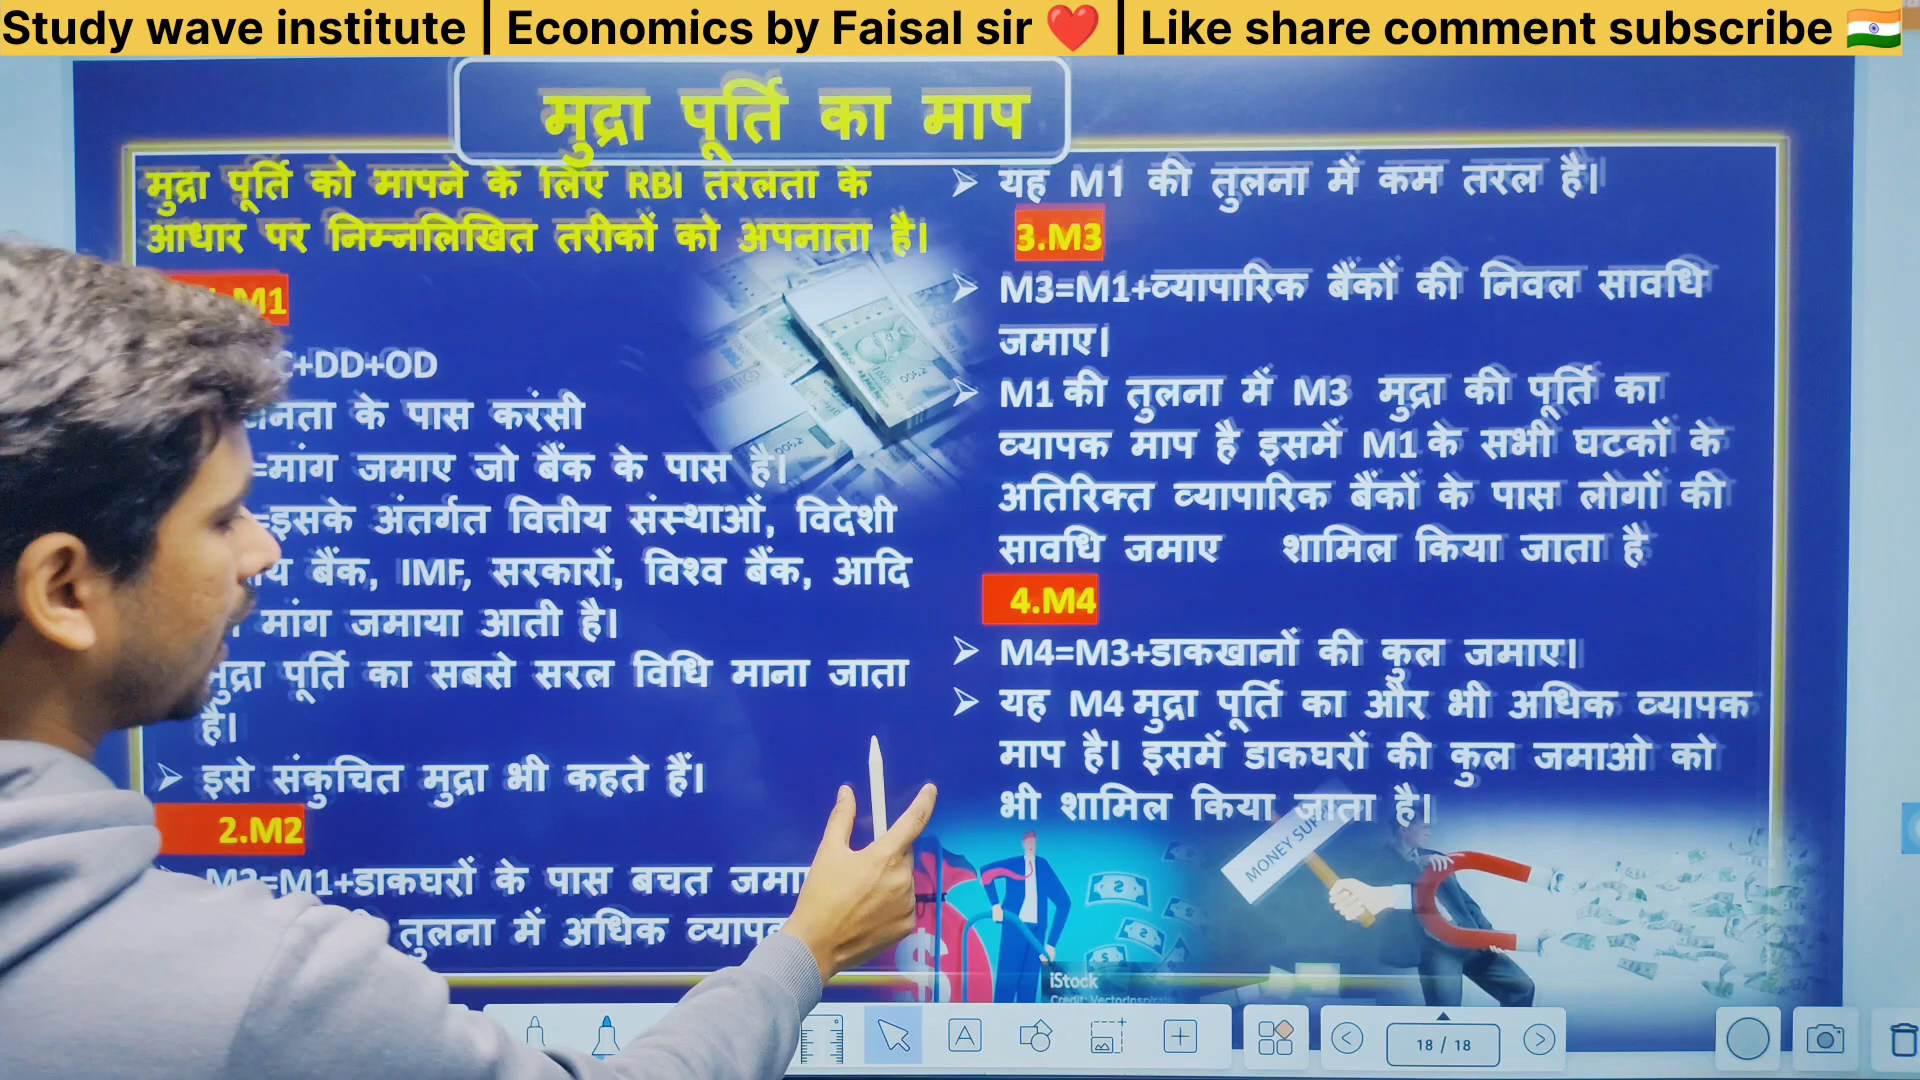 Study wave institute | Economics by Faisal sir ❤️ | Like share comment subscribe 🇮🇳
मुद्रा पूर्ति का माप
मुद्रा पूर्ति को मापने के लिए RBI तरलता के
आधार पर निम्नलिखित तरीकों को अपनाता है।
M1
C+DD+OD
जनता के पास करंसी
=मांग जमाए जो बैंक के पास है।
=इसके अंतर्गत वित्तीय संस्थाओं, विदेशी
बैंक, IMF, सरकारों, विश्व बैंक, आदि
मांग जमाया आती है।
मुद्रा पूर्ति का सबसे सरल विधि माना जाता
है।
➢ इसे संकुचित मुद्रा भी कहते हैं।
2.M2
M2=M1+डाकघरों के पास बचत
तुलना में अधिक
➢ यह M1 की तुलना में कम तरल है।
3.M3
➢ M3=M1+व्यापारिक बैंकों की निवल सावधि
जमाए।
➢ M1 की तुलना में M3 मुद्रा की पूर्ति का
व्यापक माप है इसमें M1 के सभी घटकों के
अतिरिक्त व्यापारिक बैंकों के पास लोगों की
सावधि जमाए शामिल किया जाता है
4.M4
➢ M4=M3+डाकखानों की कुल जमाए।
➢ यह M4 मुद्रा पूर्ति का और भी अधिक व्यापक
माप है। इसमें डाकघरों की कुल जमाओ को
भी शामिल किया जाता है।
MONEY
iStock
Credit: VectorInspirat
18 / 18